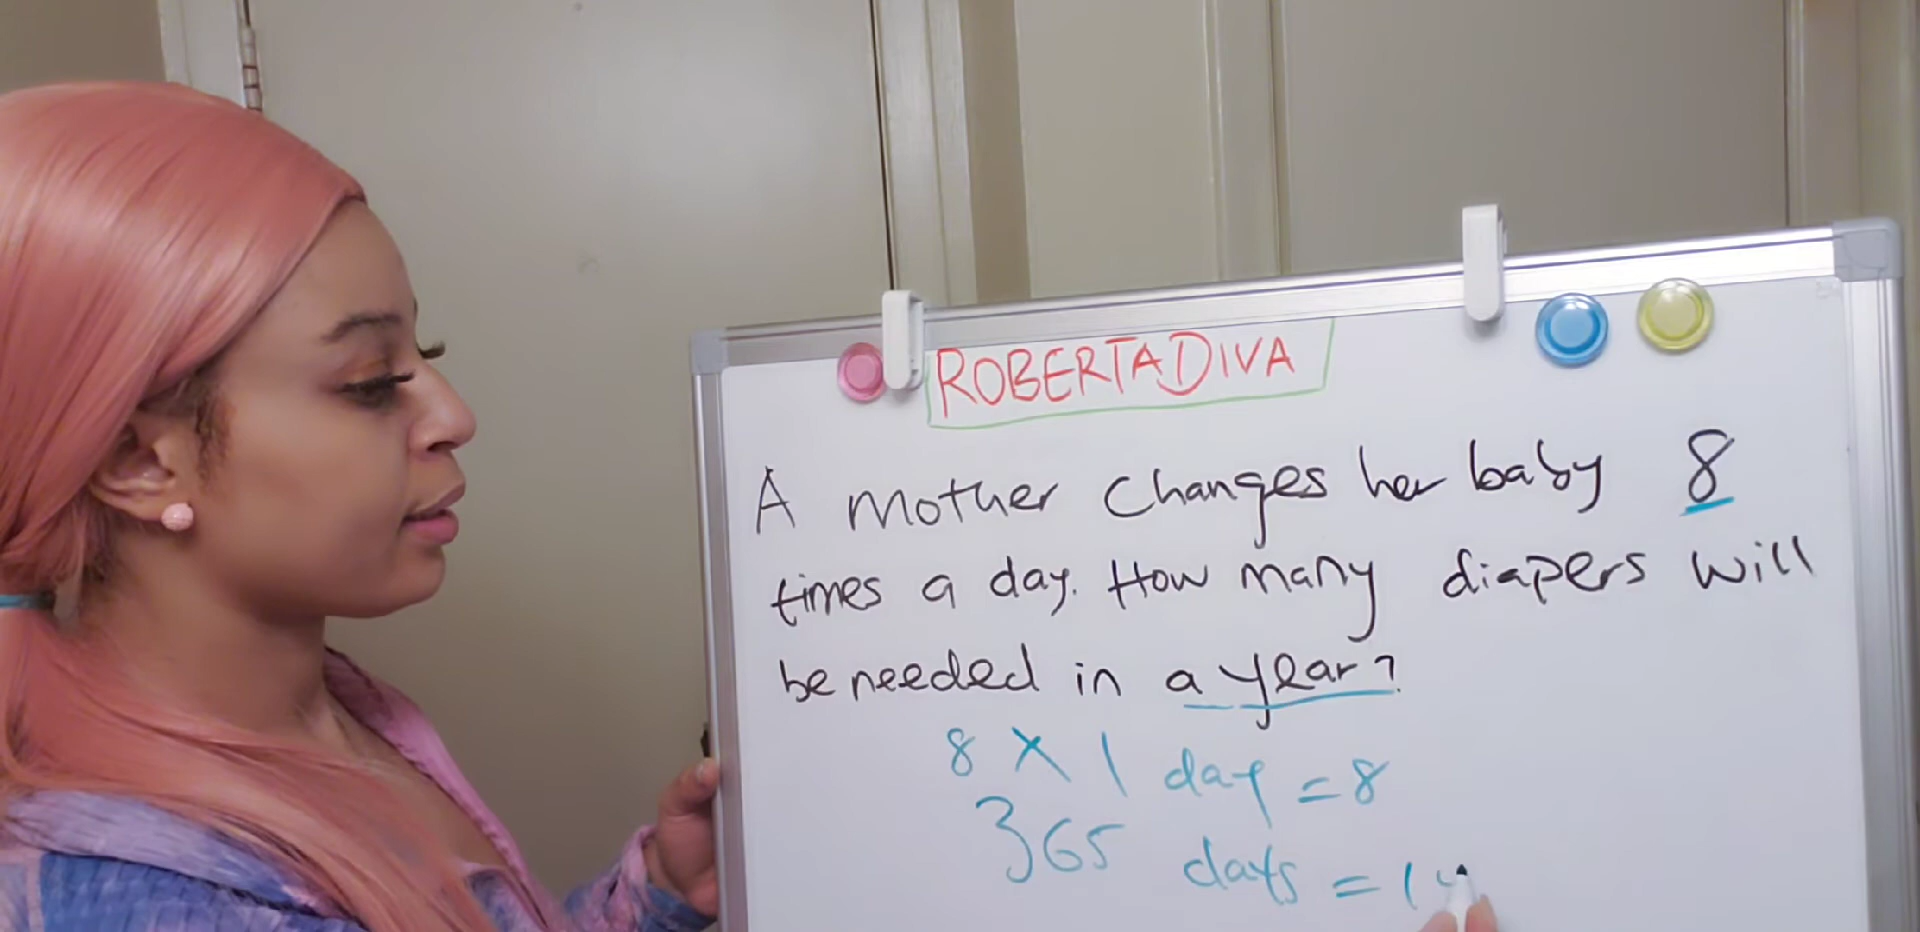 ROBERTADIVA
A mother changes her baby 8
times a day. How many diapers will
be needed in a year?
8 X 1 day = 8
365 days = 1 y